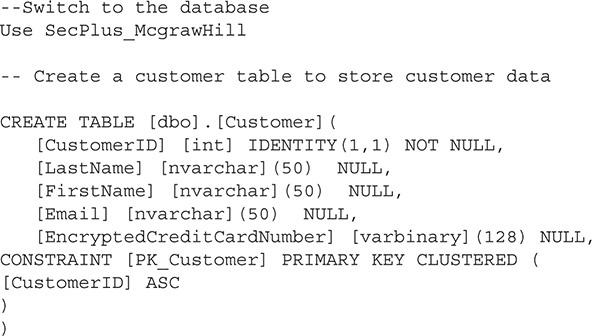 --Switch to the database
Use SecPlus_McgrawHill
-- Create a customer table to store customer data
CREATE TABLE [dbo].[Customer](
[CustomerID] [int] IDENTITY(1,1) NOT NULL,
[LastName] [nvarchar](50) NULL,
[FirstName] [nvarchar](50) NULL,
[Email] [nvarchar](50) NULL,
[EncryptedCreditCardNumber] [varbinary](128) NULL,
CONSTRAINT [PK_Customer] PRIMARY KEY CLUSTERED (
[CustomerID] ASC
)
)